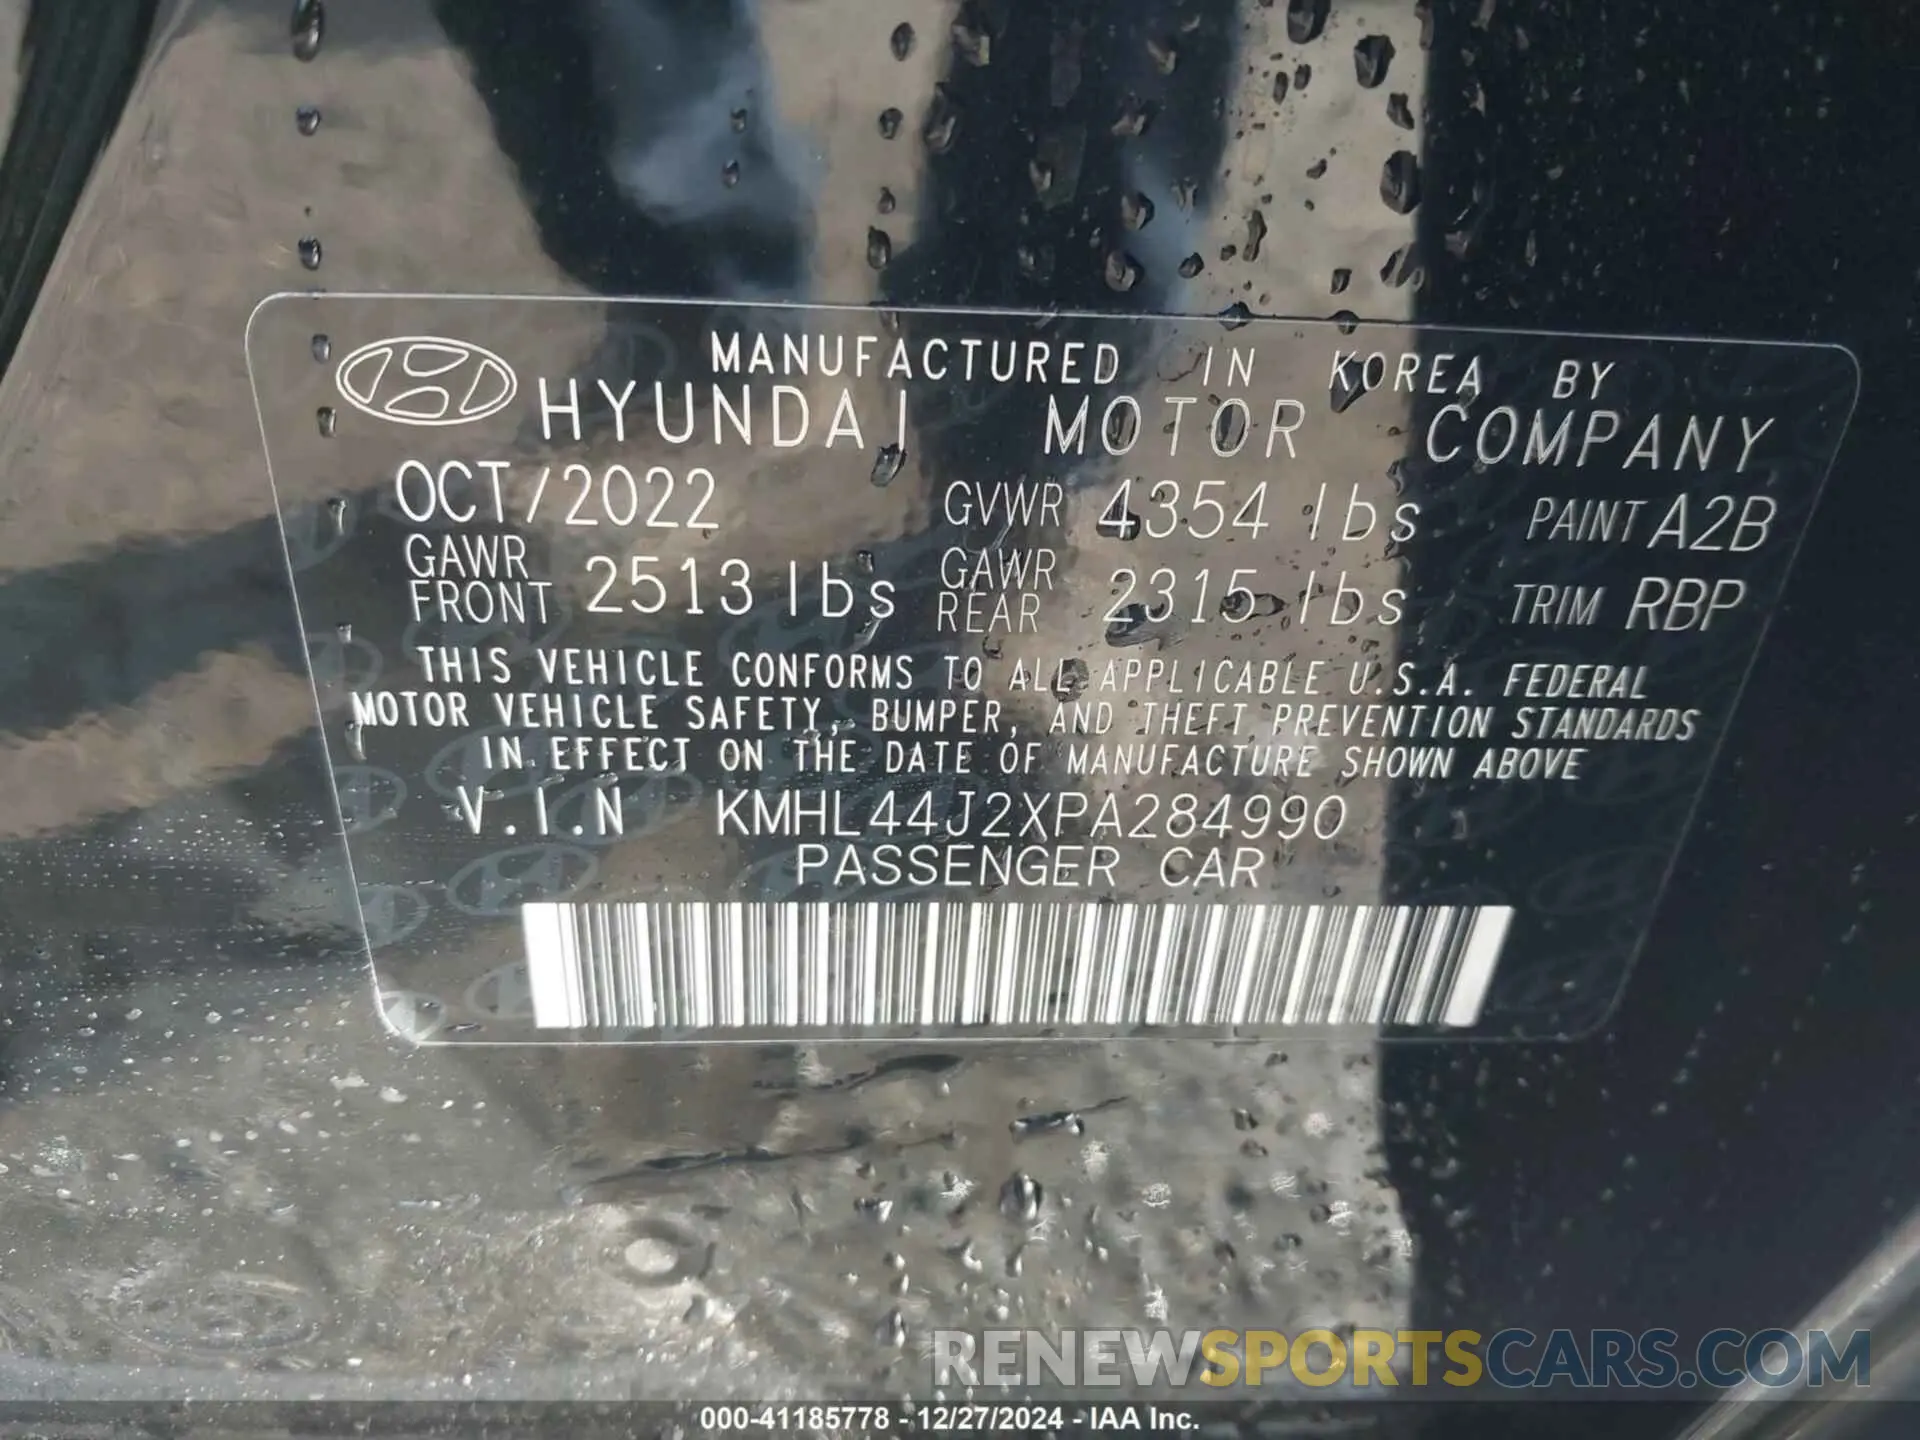 MANUFACTURED IN KOREA BY
HYUNDAI MOTOR COMPANY
OCT/2022 GVWR 4354 lbs PAINT A2B
GAWR FRONT 2513 lbs GAWR REAR 2315 lbs TRIM RBP
THIS VEHICLE CONFORMS TO ALL APPLICABLE U.S.A. FEDERAL
MOTOR VEHICLE SAFETY, BUMPER, AND THEFT PREVENTION STANDARDS
IN EFFECT ON THE DATE OF MANUFACTURE SHOWN ABOVE
V.I.N KMHL44J2XPA284990
PASSENGER CAR
RENEWSPORTSCARS.COM
000-41185778 - 12/27/2024 - IAA Inc.